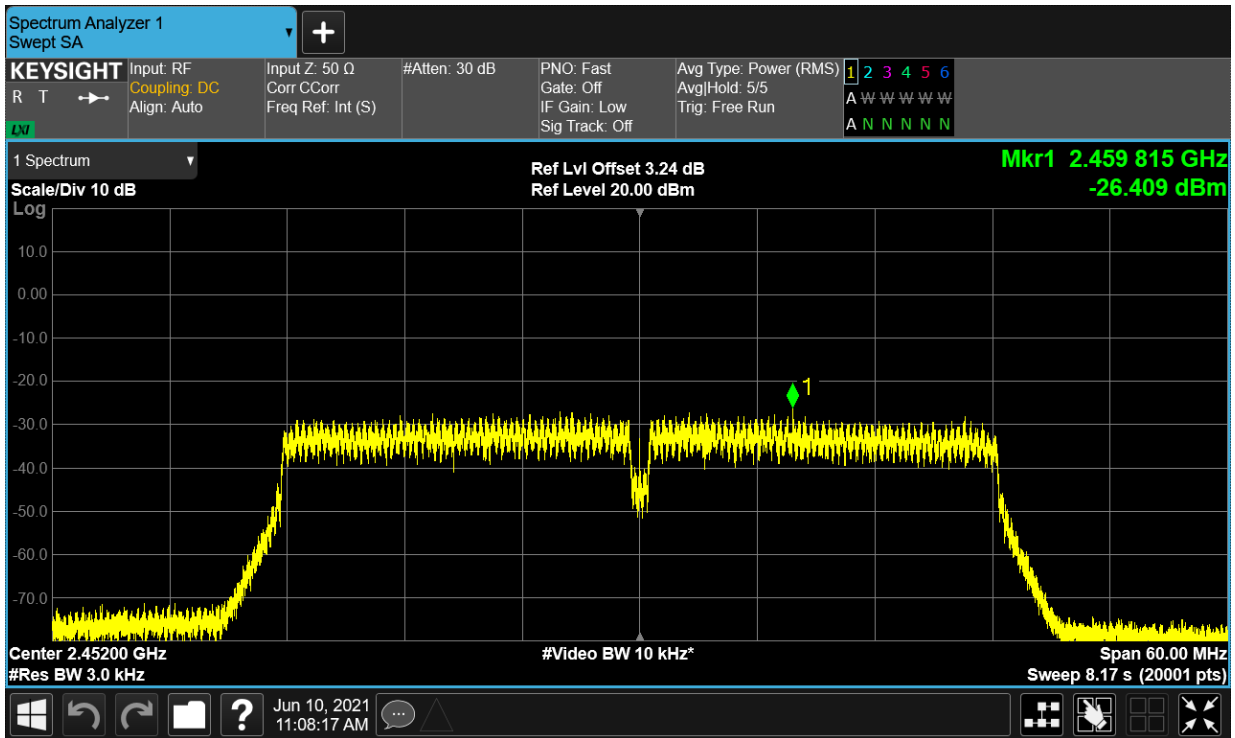 Spectrum Analyzer 1
Swept SA
KEYSIGHT
R T
LXI
Input: RF
Coupling: DC
Align: Auto
Input Z: 50 Ω
Corr CCorr
Freq Ref: Int (S)
#Atten: 30 dB
PNO: Fast
Gate: Off
IF Gain: Low
Sig Track: Off
Avg Type: Power (RMS)
Avg|Hold: 5/5
Trig: Free Run
1 2 3 4 5 6
A W W W W W
A N N N N N
1 Spectrum
Scale/Div 10 dB
Log
Ref Lvl Offset 3.24 dB
Ref Level 20.00 dBm
Mkr1 2.459 815 GHz
-26.409 dBm
10.0
0.00
-10.0
-20.0
-30.0
-40.0
-50.0
-60.0
-70.0
1
Center 2.45200 GHz
#Res BW 3.0 kHz
#Video BW 10 kHz*
Span 60.00 MHz
Sweep 8.17 s (20001 pts)
?
Jun 10, 2021
11:08:17 AM